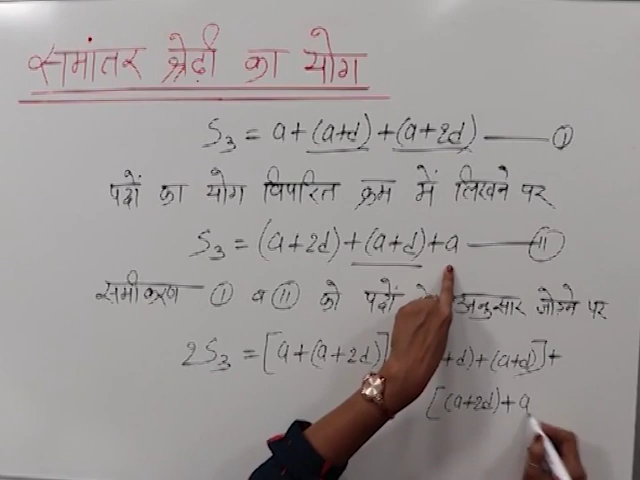 समांतर श्रेढ़ी का योग
S₃ = a + (a+d) + (a+2d) —— I
पदों का योग विपरित क्रम में लिखने पर
S₃ = (a+2d) + (a+d) + a —— II
समीकरण I व II को पदों अनुसार जोड़ने पर
2S₃ = [a+(a+2d)] +d)+(a+d)]+
[(a+2d)+a